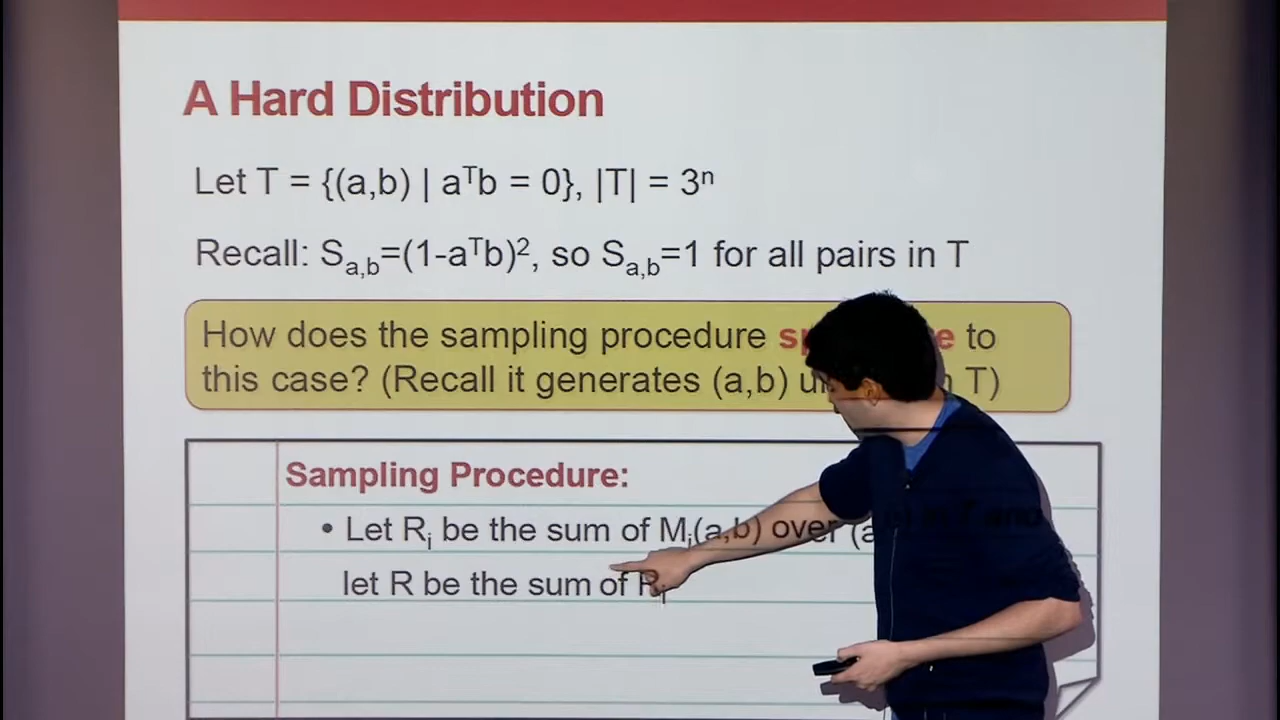 A Hard Distribution
Let T = {(a,b) | aᵀb = 0}, |T| = 3ⁿ
Recall: Sₐ,b=(1-aᵀb)², so Sₐ,b=1 for all pairs in T
How does the sampling procedure to
this case? (Recall it generates (a,b) T)
Sampling Procedure:
• Let Rᵢ be the sum of Mᵢ(a,b) over
let R be the sum of Rᵢ